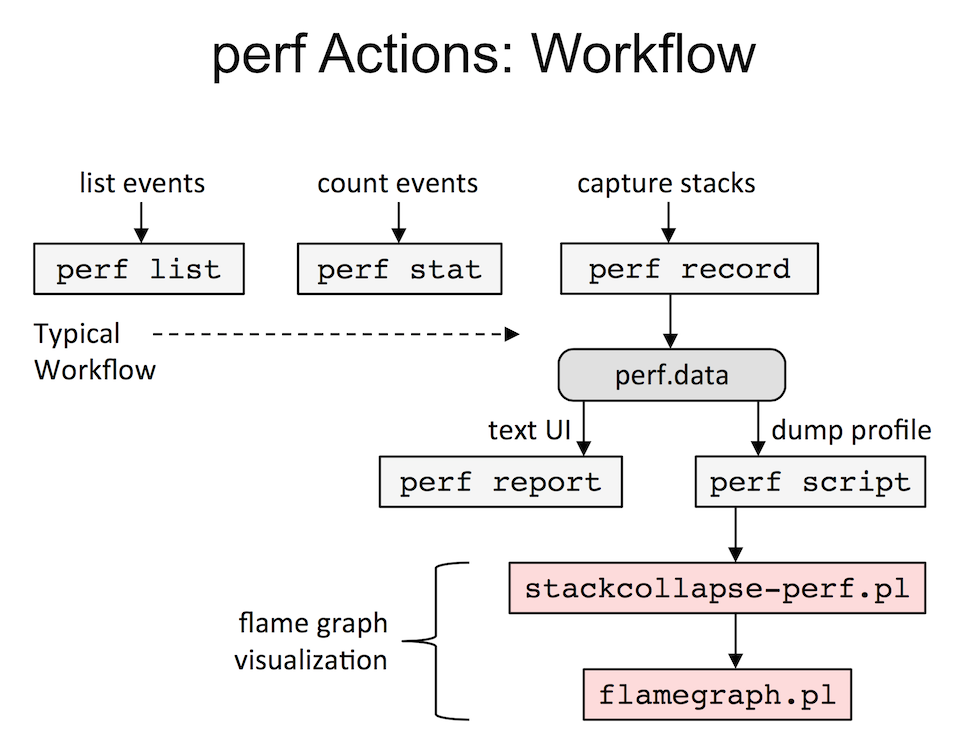 perf Actions: Workflow
list events
count events
capture stacks
perf list
perf stat
perf record
Typical
Workflow
perf.data
text UI
dump profile
perf report
perf script
stackcollapse-perf.pl
flame graph
visualization
flamegraph.pl